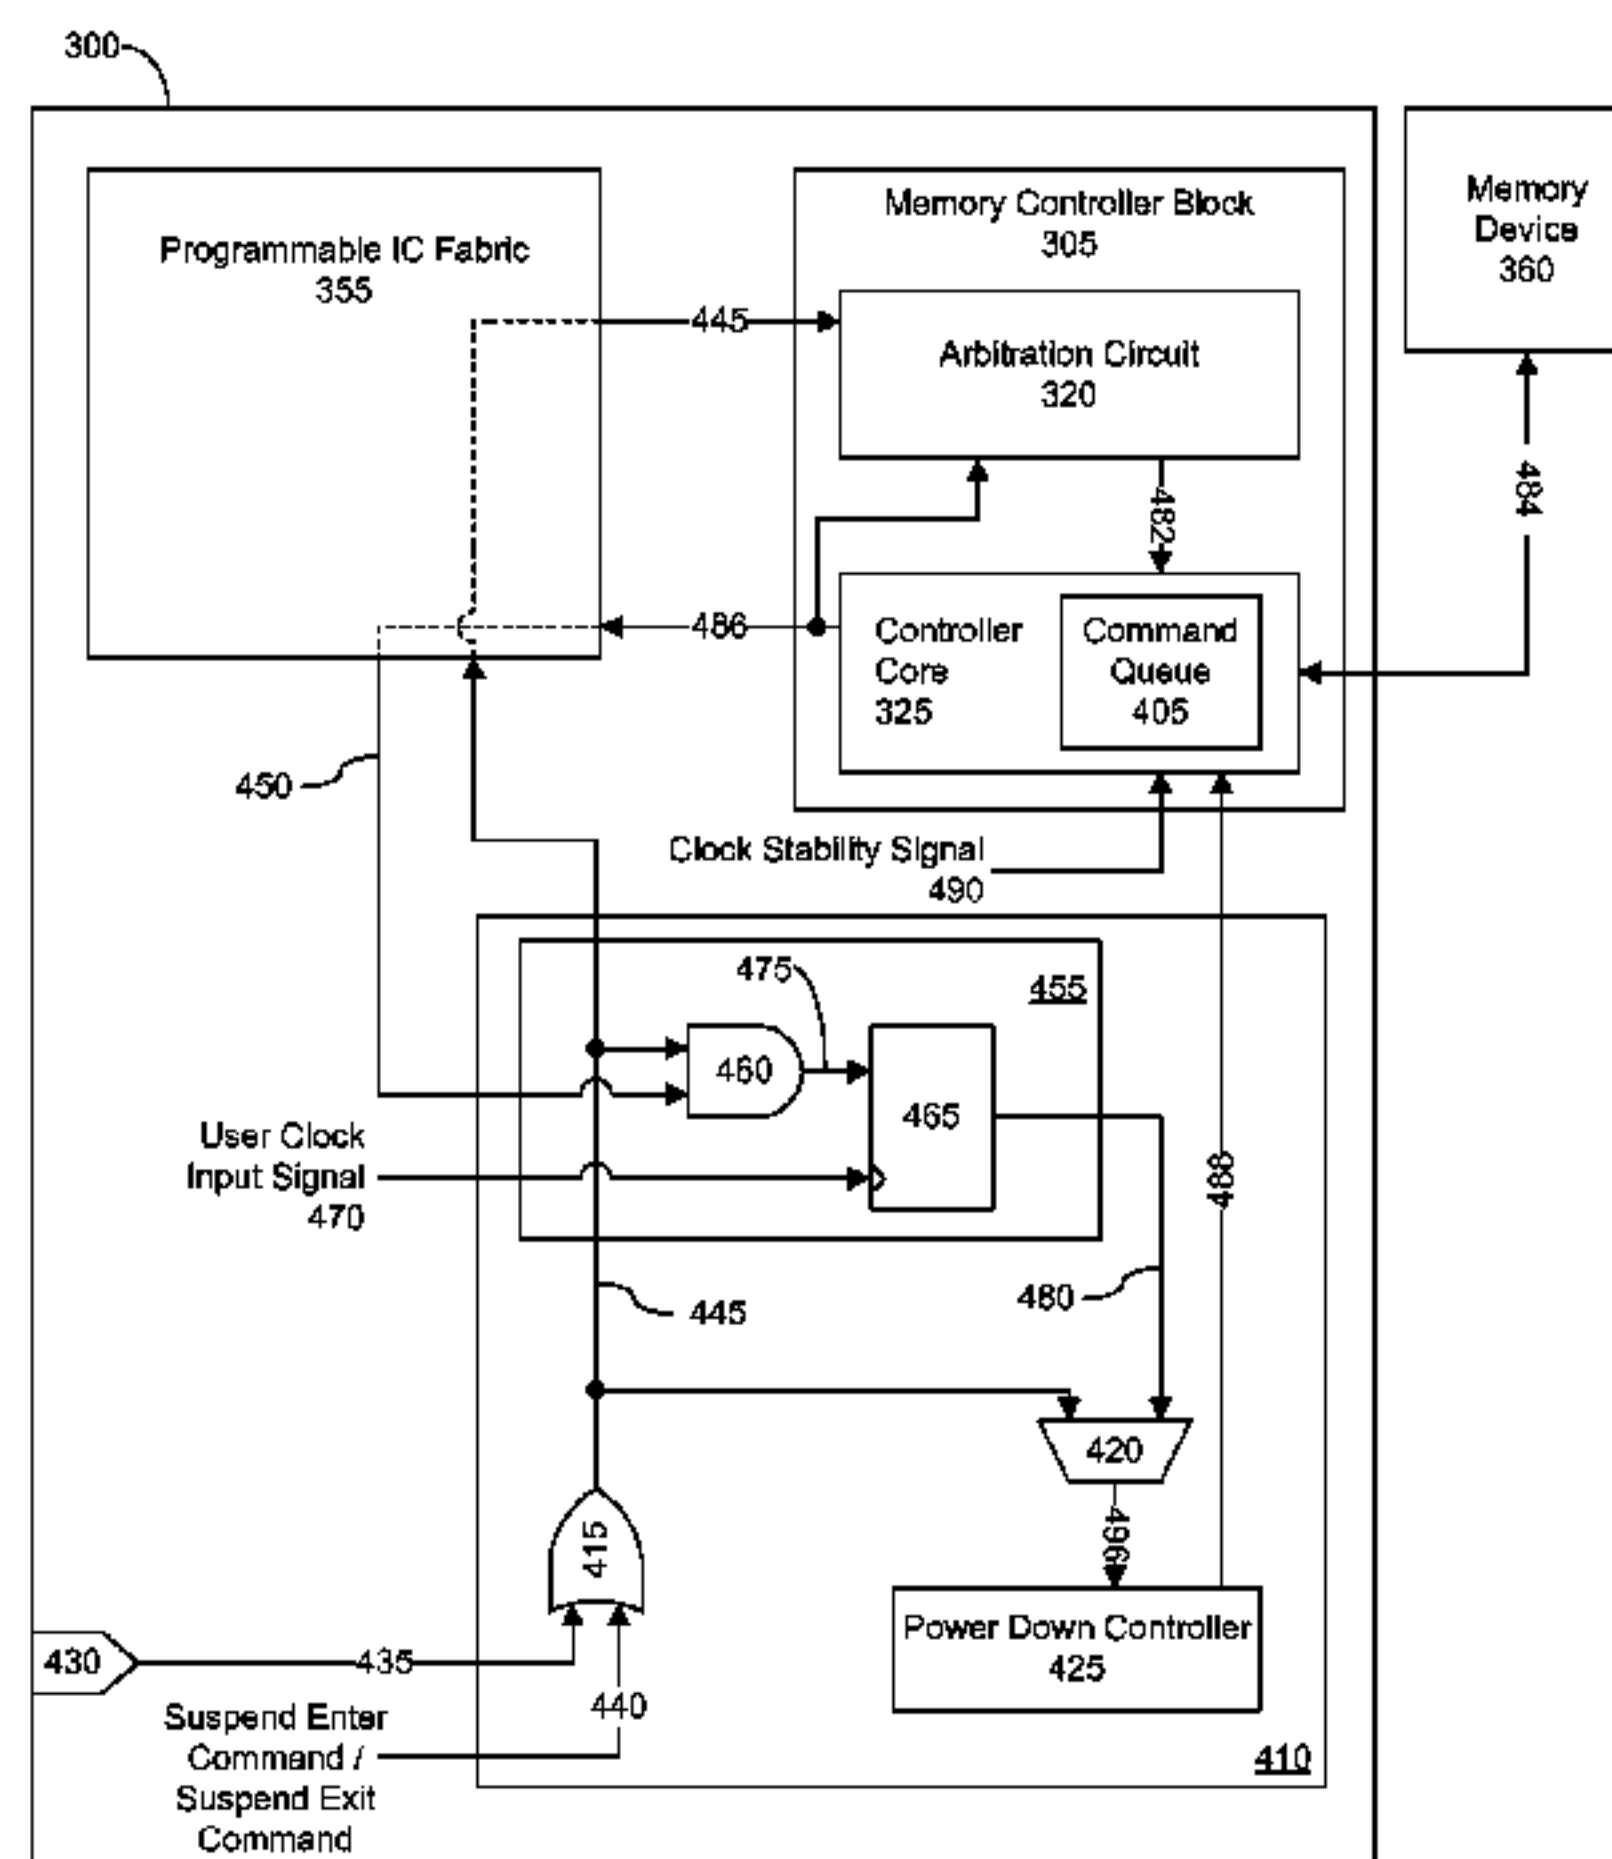 300
Programmable IC Fabric
355
Memory Controller Block
305
Memory
Device
360
445
Arbitration Circuit
320
482
484
486
Controller
Core
325
Command
Queue
405
450
Clock Stability Signal
490
475
455
460
465
User Clock
Input Signal
470
488
480
445
420
415
496
Power Down Controller
425
430
435
440
Suspend Enter
Command /
Suspend Exit
Command
410